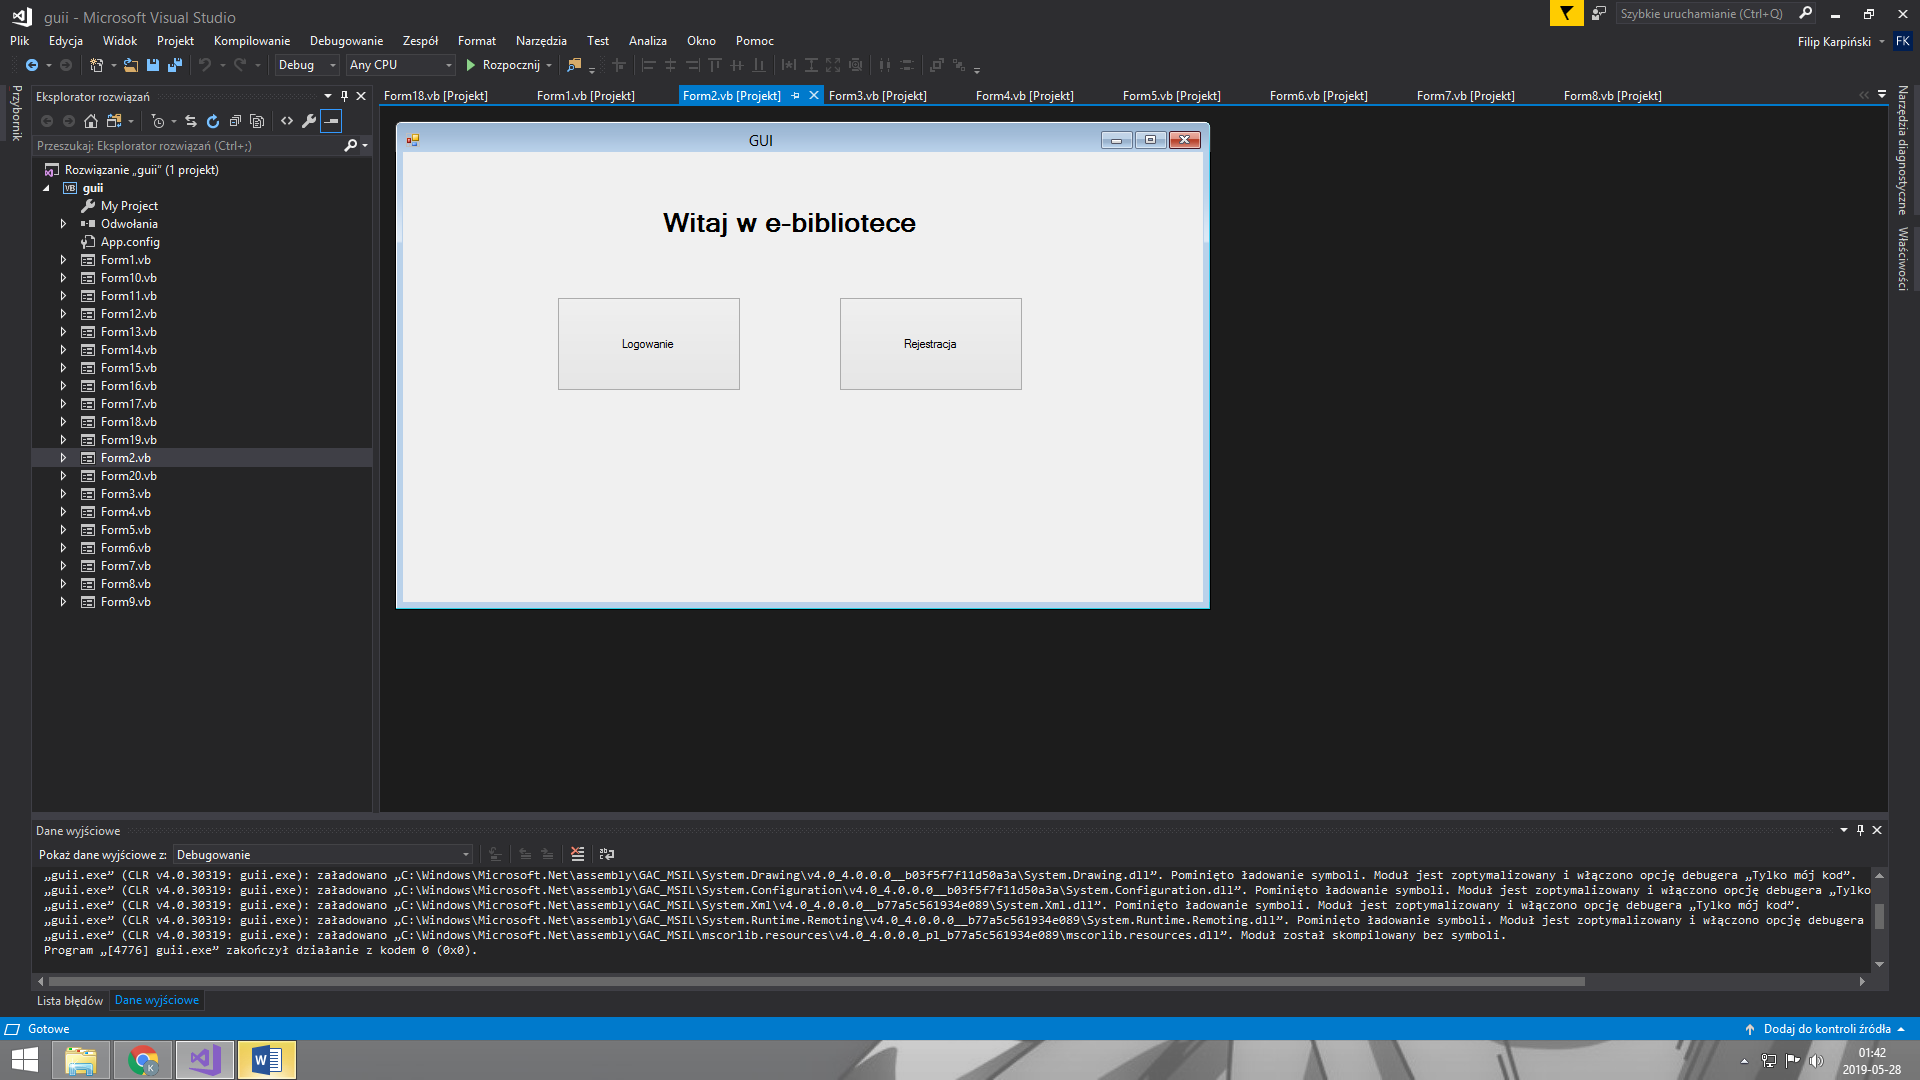 guii - Microsoft Visual Studio
Szybkie uruchamianie (Ctrl+Q)
Plik Edycja Widok Projekt Kompilowanie Debugowanie Zespół Format Narzędzia Test Analiza Okno Pomoc
Filip Karpiński FK
Debug Any CPU Rozpocznij
Przybornik
Eksplorator rozwiązań
Form18.vb [Projekt] Form1.vb [Projekt] Form2.vb [Projekt] Form3.vb [Projekt] Form4.vb [Projekt] Form5.vb [Projekt] Form6.vb [Projekt] Form7.vb [Projekt] Form8.vb [Projekt]
Narzędzia diagnostyczne
Właściwości
Przeszukaj: Eksplorator rozwiązań (Ctrl+;)
Rozwiązanie „guii” (1 projekt)
VB guii
My Project
Odwołania
App.config
Form1.vb
Form10.vb
Form11.vb
Form12.vb
Form13.vb
Form14.vb
Form15.vb
Form16.vb
Form17.vb
Form18.vb
Form19.vb
Form2.vb
Form20.vb
Form3.vb
Form4.vb
Form5.vb
Form6.vb
Form7.vb
Form8.vb
Form9.vb
GUI
Witaj w e-bibliotece
Logowanie
Rejestracja
Dane wyjściowe
Pokaż dane wyjściowe z: Debugowanie
„guii.exe” (CLR v4.0.30319: guii.exe): załadowano „C:\Windows\Microsoft.Net\assembly\GAC_MSIL\System.Drawing\v4.0_4.0.0.0__b03f5f7f11d50a3a\System.Drawing.dll”. Pominięto ładowanie symboli. Moduł jest zoptymalizowany i włączono opcję debugera „Tylko mój kod”.
„guii.exe” (CLR v4.0.30319: guii.exe): załadowano „C:\Windows\Microsoft.Net\assembly\GAC_MSIL\System.Configuration\v4.0_4.0.0.0__b03f5f7f11d50a3a\System.Configuration.dll”. Pominięto ładowanie symboli. Moduł jest zoptymalizowany i włączono opcję debugera „Tylko
„guii.exe” (CLR v4.0.30319: guii.exe): załadowano „C:\Windows\Microsoft.Net\assembly\GAC_MSIL\System.Xml\v4.0_4.0.0.0__b77a5c561934e089\System.Xml.dll”. Pominięto ładowanie symboli. Moduł jest zoptymalizowany i włączono opcję debugera „Tylko mój kod”.
„guii.exe” (CLR v4.0.30319: guii.exe): załadowano „C:\Windows\Microsoft.Net\assembly\GAC_MSIL\System.Runtime.Remoting\v4.0_4.0.0.0__b77a5c561934e089\System.Runtime.Remoting.dll”. Pominięto ładowanie symboli. Moduł jest zoptymalizowany i włączono opcję debugera
„guii.exe” (CLR v4.0.30319: guii.exe): załadowano „C:\Windows\Microsoft.Net\assembly\GAC_MSIL\mscorlib.resources\v4.0_4.0.0.0_pl_b77a5c561934e089\mscorlib.resources.dll”. Moduł został skompilowany bez symboli.
Program „[4776] guii.exe” zakończył działanie z kodem 0 (0x0).
Lista błędów Dane wyjściowe
Gotowe
Dodaj do kontroli źródła
01:42
2019-05-28